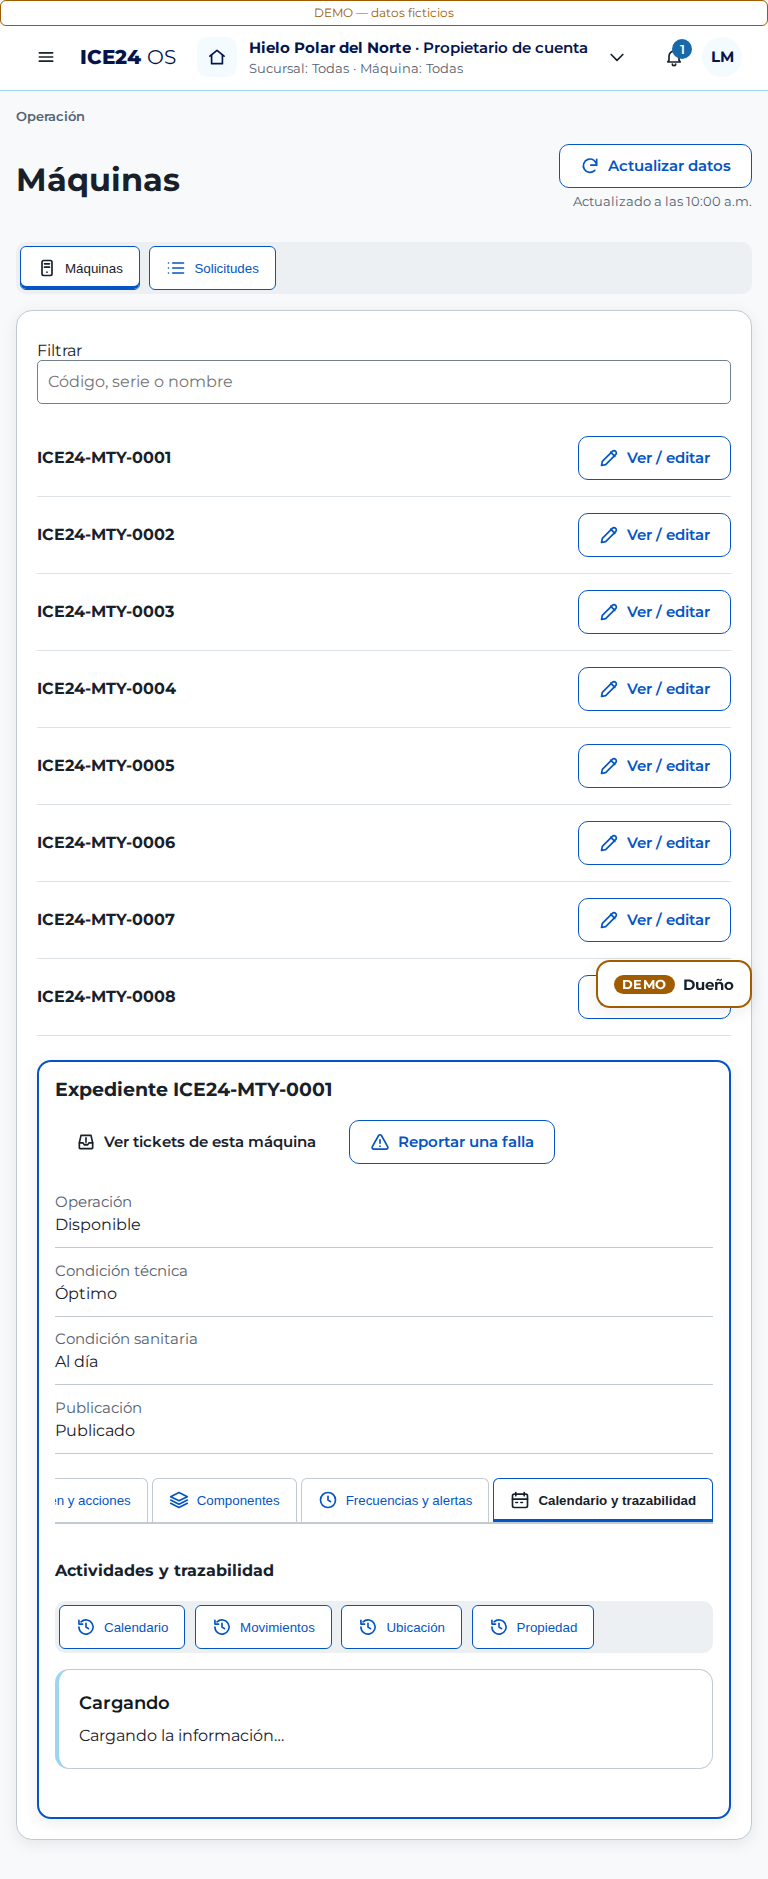 DEMO — datos ficticios
ICE24 OS
Hielo Polar del Norte · Propietario de cuenta
Sucursal: Todas · Máquina: Todas
1
LM
Operación
Máquinas
Actualizar datos
Actualizado a las 10:00 a.m.
Máquinas
Solicitudes
Filtrar
Código, serie o nombre
ICE24-MTY-0001
Ver / editar
ICE24-MTY-0002
Ver / editar
ICE24-MTY-0003
Ver / editar
ICE24-MTY-0004
Ver / editar
ICE24-MTY-0005
Ver / editar
ICE24-MTY-0006
Ver / editar
ICE24-MTY-0007
Ver / editar
ICE24-MTY-0008
DEMO Dueño
Expediente ICE24-MTY-0001
Ver tickets de esta máquina
Reportar una falla
Operación
Disponible
Condición técnica
Óptimo
Condición sanitaria
Al día
Publicación
Publicado
y acciones
Componentes
Frecuencias y alertas
Calendario y trazabilidad
Actividades y trazabilidad
Calendario
Movimientos
Ubicación
Propiedad
Cargando
Cargando la información…